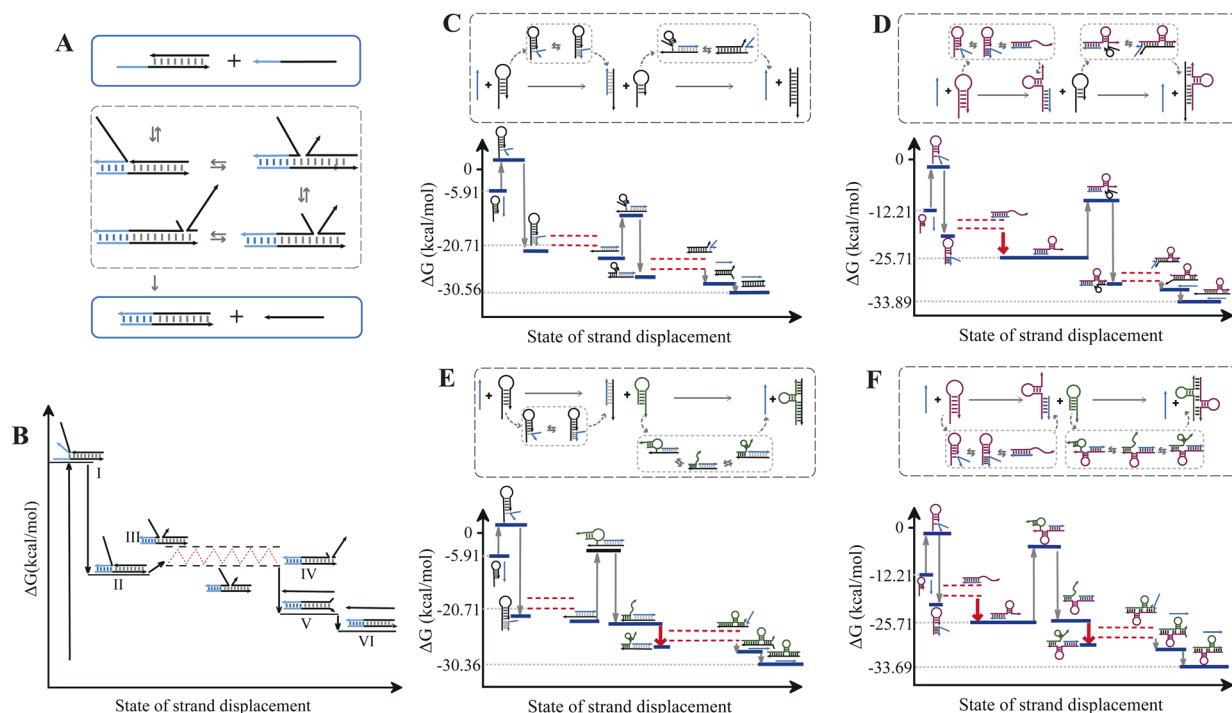 A
+
+
B
ΔG(kcal/mol)
I
II
III
IV
V
VI
State of strand displacement
C
+
+
+
ΔG (kcal/mol)
0
-5.91
-20.71
-30.56
State of strand displacement
D
+
+
+
ΔG (kcal/mol)
0
-12.21
-25.71
-33.89
State of strand displacement
E
+
+
+
ΔG (kcal/mol)
0
-5.91
-20.71
-30.36
State of strand displacement
F
+
+
+
ΔG (kcal/mol)
0
-12.21
-25.71
-33.69
State of strand displacement